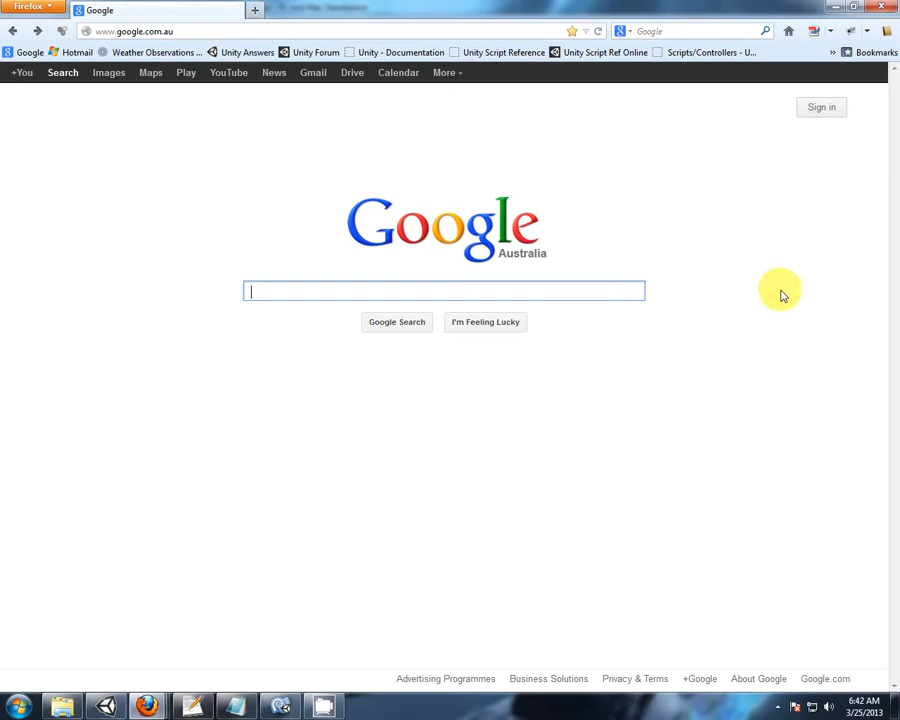 Firefox
Google
www.google.com.au
Google
Google Hotmail Weather Observations ... Unity Answers Unity Forum Unity - Documentation Unity Script Reference Unity Script Ref Online Scripts/Controllers - U... » Bookmarks
+You Search Images Maps Play YouTube News Gmail Drive Calendar More
Sign in
Google
Australia
Google Search I'm Feeling Lucky
Advertising Programmes Business Solutions Privacy & Terms +Google About Google Google.com
6:42 AM
3/25/2013